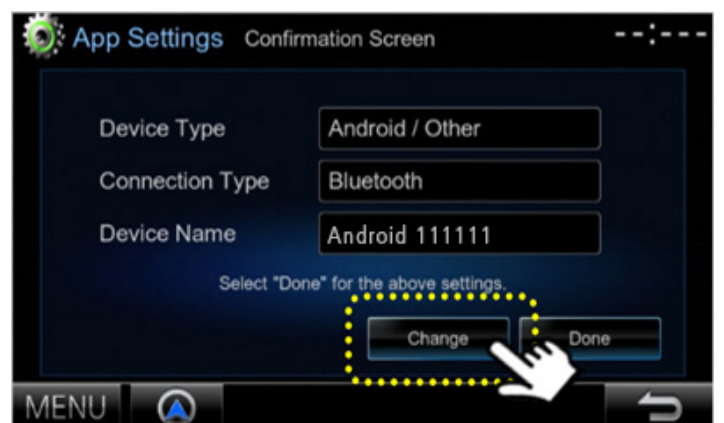 App Settings Confirmation Screen --:---
Device Type Android / Other
Connection Type Bluetooth
Device Name Android 111111
Select "Done" for the above settings.
Change Done
MENU